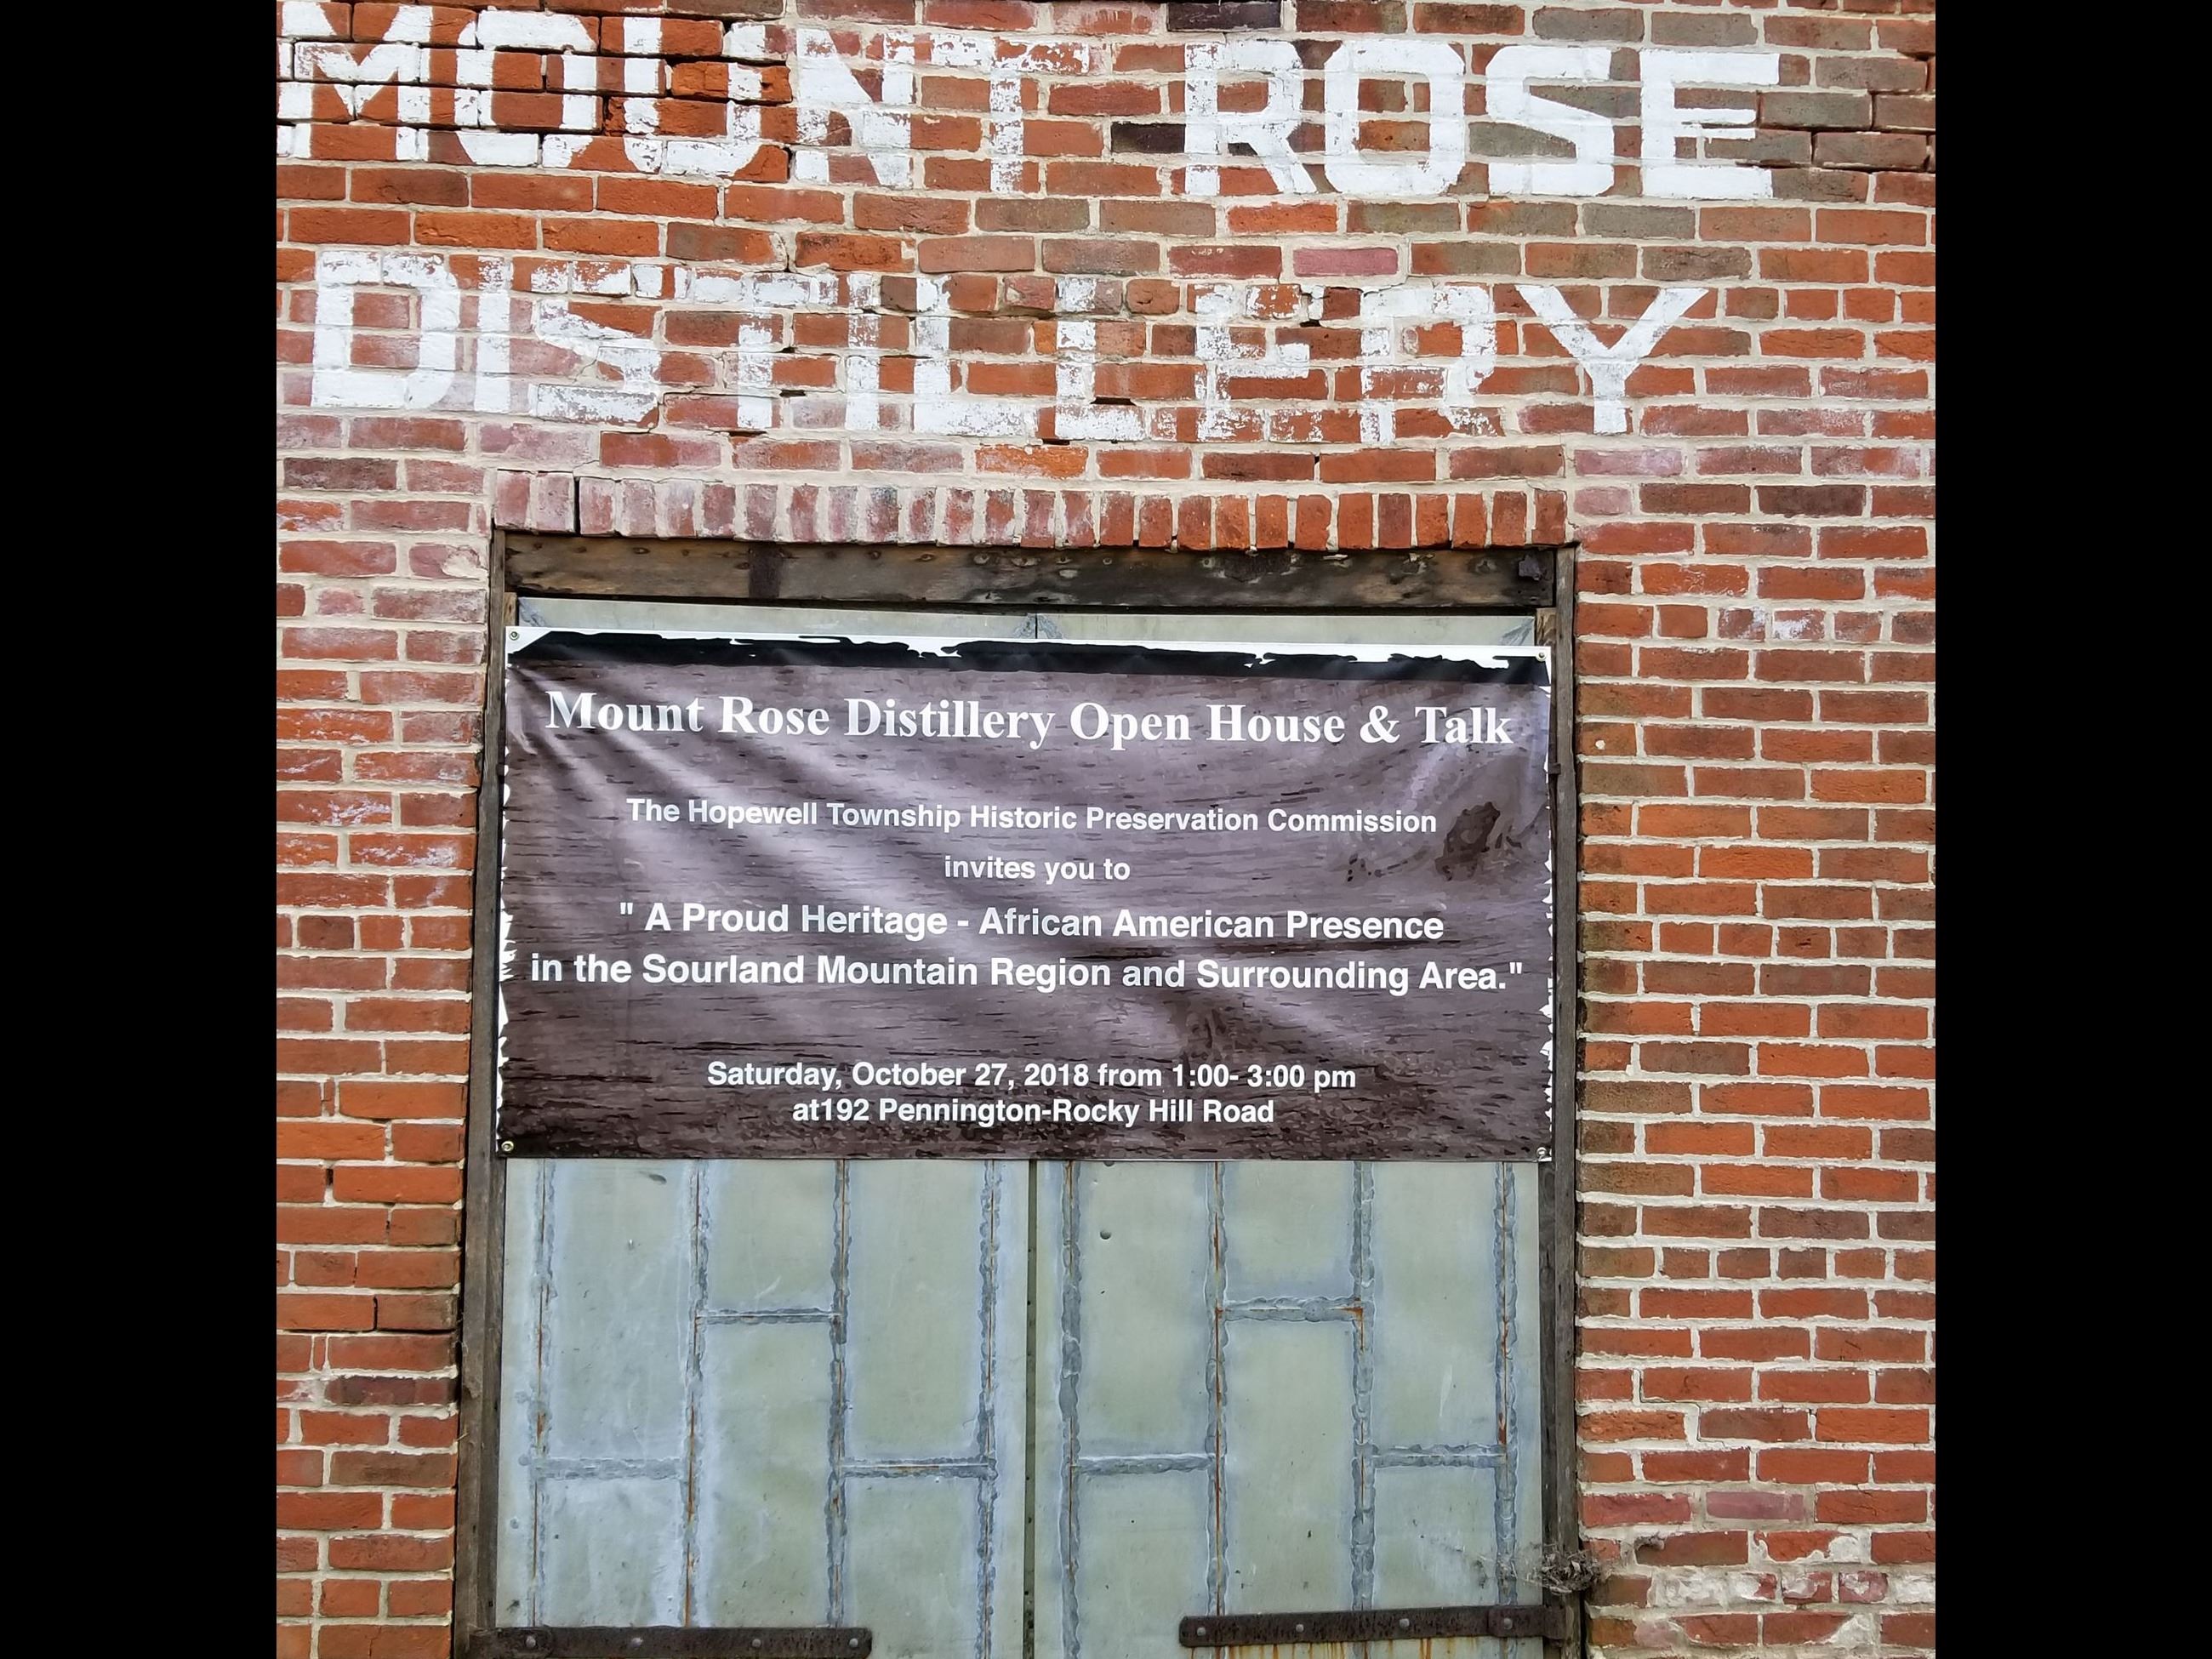 MOUNT ROSE
DISTILLERY
Mount Rose Distillery Open House & Talk
The Hopewell Township Historic Preservation Commission
invites you to
" A Proud Heritage - African American Presence
in the Sourland Mountain Region and Surrounding Area."
Saturday, October 27, 2018 from 1:00- 3:00 pm
at192 Pennington-Rocky Hill Road